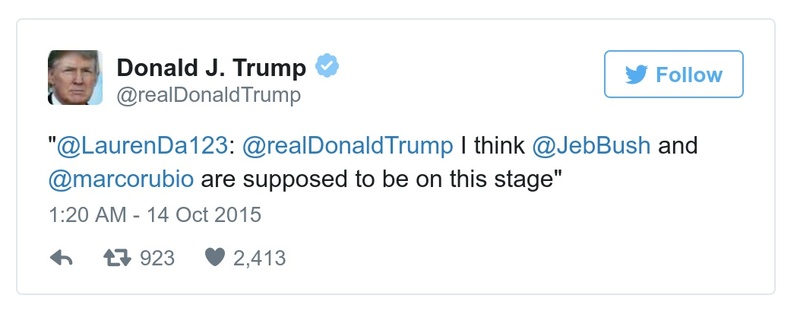 Donald J. Trump
@realDonaldTrump
Follow
"@LaurenDa123: @realDonaldTrump I think @JebBush and
@marcorubio are supposed to be on this stage"
1:20 AM - 14 Oct 2015
923 2,413